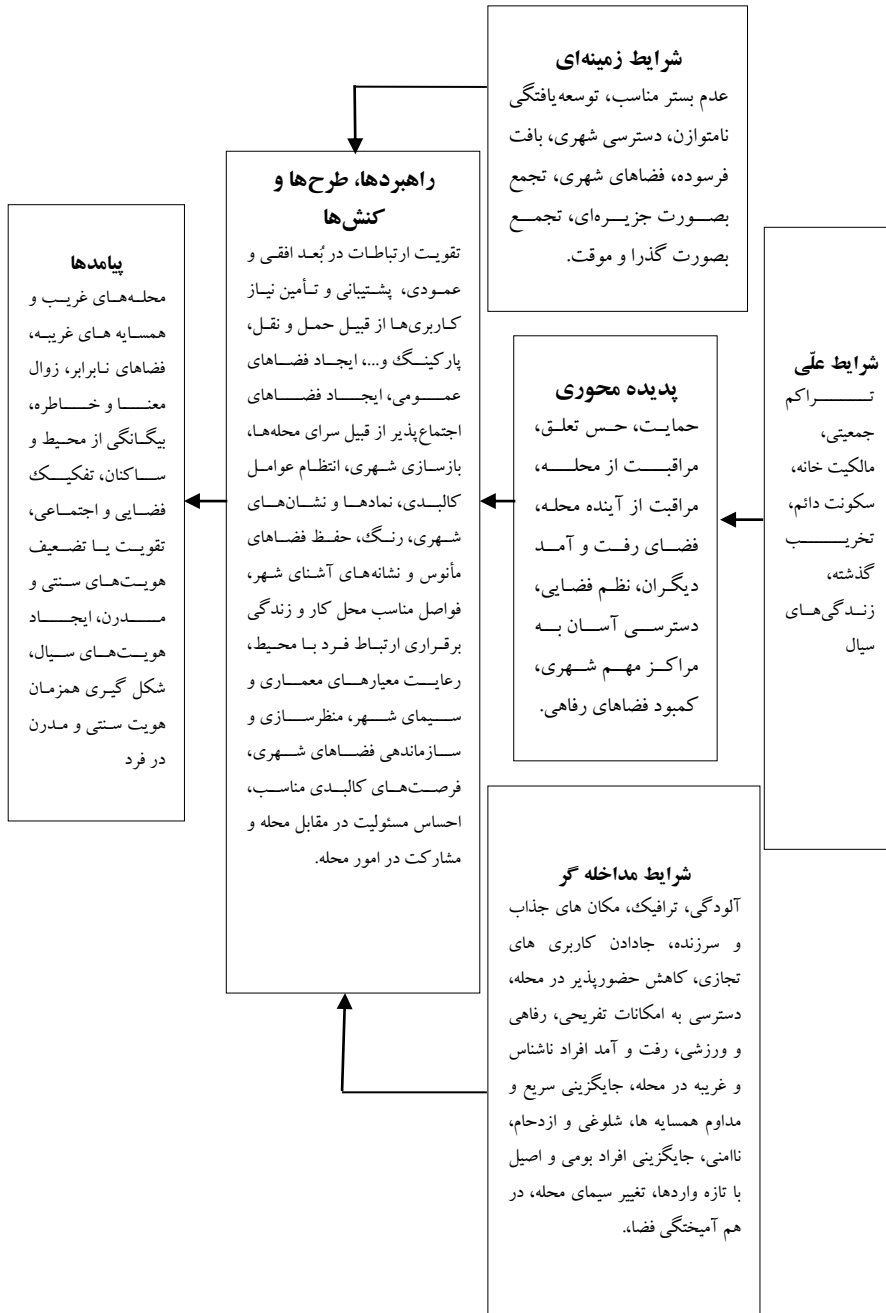 شرایط زمینه‌ای
عدم بستر مناسب، توسعه‌یافتگی
نامتوازن، دسترسی شهری، بافت
فرسوده، فضاهای شهری، تجمع
بصورت جزیره‌ای، تجمع
بصورت گذرا و موقت.
شرایط علّی
تراکم
جمعیتی،
مالکیت خانه،
سکونت دائم،
تخریب
گذشته،
زندگی‌های
سیال
پدیده محوری
حمایت، حس تعلق،
مراقبت از محله،
مراقبت از آینده محله،
فضای رفت و آمد
دیگران، نظم فضایی،
دسترسی آسان به
مراکز مهم شهری،
کمبود فضاهای رفاهی.
راهبردها، طرح‌ها و
کنش‌ها
تقویت ارتباطات در بُعد افقی و
عمودی، پشتیبانی و تأمین نیاز
کاربری‌ها از قبیل حمل و نقل،
پارکینگ و...، ایجاد فضاهای
عمومی، ایجاد فضاهای
اجتماع‌پذیر از قبیل سرای محله‌ها،
بازسازی شهری، انتظام عوامل
کالبدی، نمادها و نشان‌های
شهری، رنگ، حفظ فضاهای
مأنوس و نشانه‌های آشنای شهر،
فواصل مناسب محل کار و زندگی
برقراری ارتباط فرد با محیط،
رعایت معیارهای معماری و
سیمای شهر، منظرسازی و
سازماندهی فضاهای شهری،
فرصت‌های کالبدی مناسب،
احساس مسئولیت در مقابل محله و
مشارکت در امور محله.
پیامدها
محله‌های غریب و
همسایه های غریبه،
فضاهای نابرابر، زوال
معنا و خاطره،
بیگانگی از محیط و
ساکنان، تفکیک
فضایی و اجتماعی،
تقویت یا تضعیف
هویت‌های سنتی و
مدرن، ایجاد
هویت‌های سیال،
شکل گیری همزمان
هویت سنتی و مدرن
در فرد
شرایط مداخله گر
آلودگی، ترافیک، مکان های جذاب
و سرزنده، جادادن کاربری های
تجازی، کاهش حضورپذیر در محله،
دسترسی به امکانات تفریحی، رفاهی
و ورزشی، رفت و آمد افراد ناشناس
و غریبه در محله، جایگزینی سریع و
مداوم همسایه ها، شلوغی و ازدحام،
ناامنی، جایگزینی افراد بومی و اصیل
با تازه واردها، تغییر سیمای محله، در
هم آمیختگی فضا،.